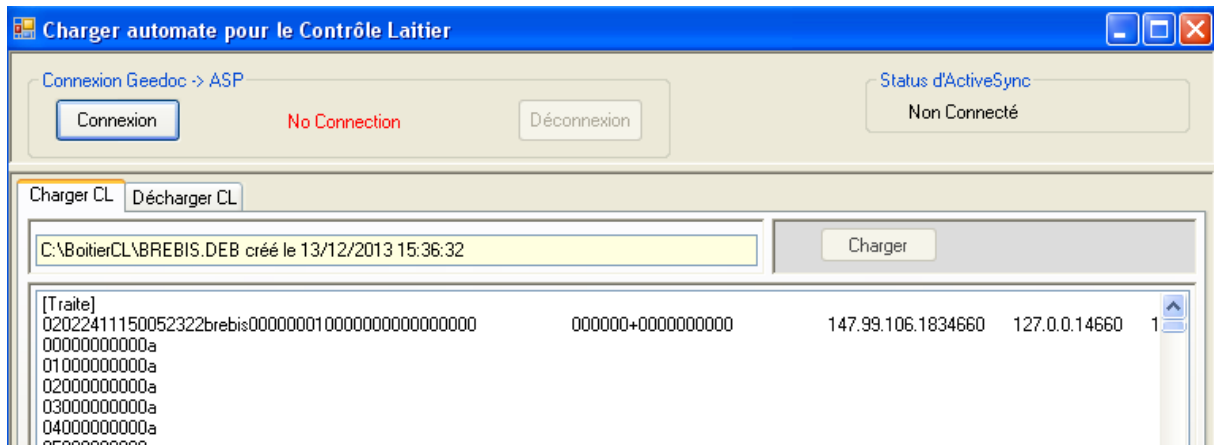 Charger automate pour le Contrôle Laitier
Connexion Geedoc -> ASP
Status d'ActiveSync
Connexion
No Connection
Déconnexion
Non Connecté
Charger CL
Décharger CL
C:\BoitierCL\BREBIS.DEB créé le 13/12/2013 15:36:32
Charger
[Traite]
02022411150052322brebis0000000100000000000000000 000000+0000000000 147.99.106.1834660 127.0.0.14660 1
00000000000a
01000000000a
02000000000a
03000000000a
04000000000a